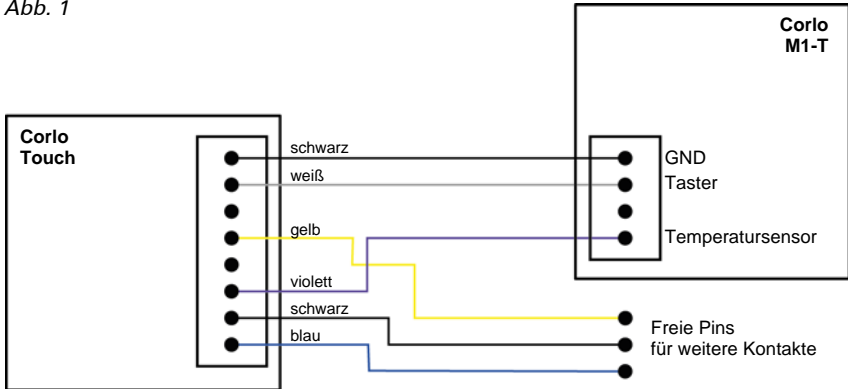 Abb. 1
Corlo
M1-T
Corlo
Touch
schwarz
weiß
gelb
violett
schwarz
blau
GND
Taster
Temperatursensor
Freie Pins
für weitere Kontakte